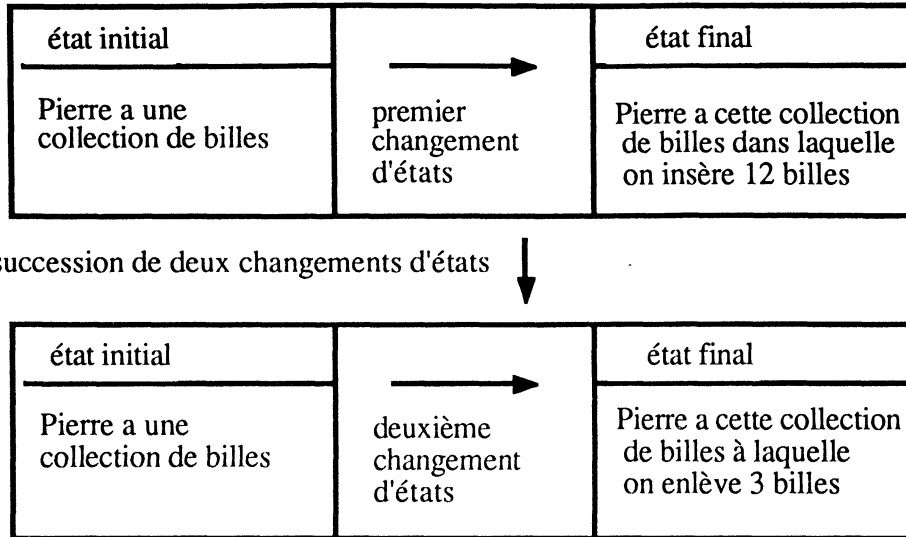 état initial
état final
Pierre a une
collection de billes
premier
changement
d'états
Pierre a cette collection
de billes dans laquelle
on insère 12 billes
succession de deux changements d'états
état initial
état final
Pierre a une
collection de billes
deuxième
changement
d'états
Pierre a cette collection
de billes à laquelle
on enlève 3 billes